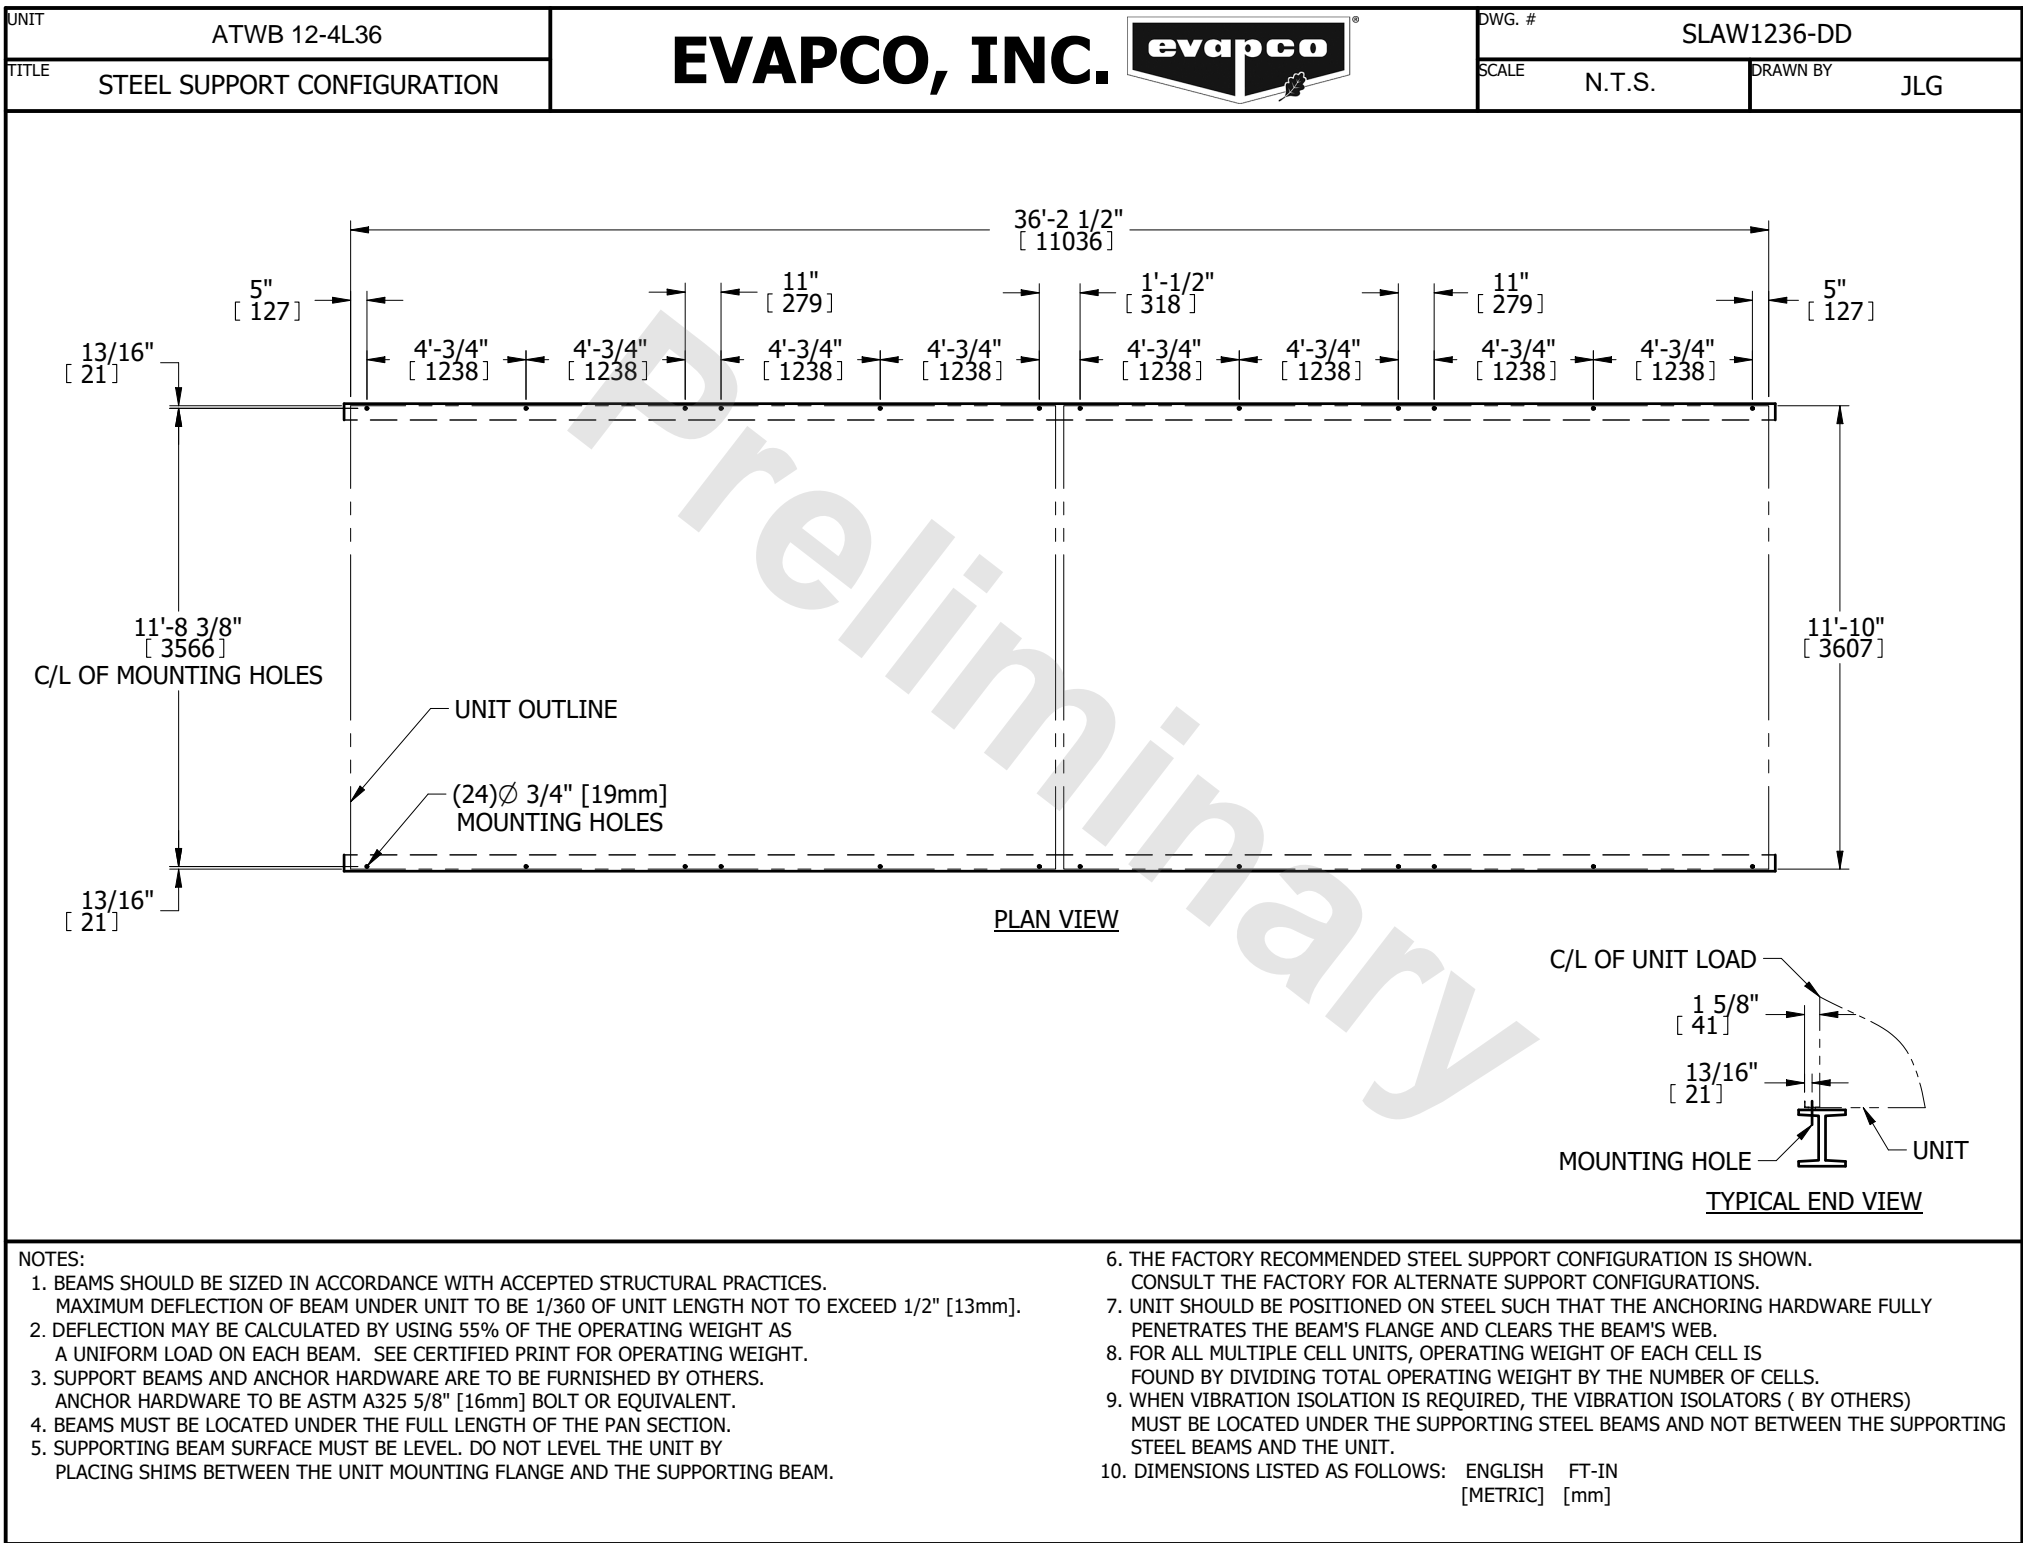 UNIT
ATWB 12-4L36
TITLE
STEEL SUPPORT CONFIGURATION
EVAPCO, INC.
evapco
®
DWG. #
SLAW1236-DD
SCALE
N.T.S.
DRAWN BY
JLG
36'-2 1/2"
[ 11036 ]
5"
[ 127 ]
11"
[ 279 ]
1'-1/2"
[ 318 ]
11"
[ 279 ]
5"
[ 127 ]
13/16"
[ 21 ]
4'-3/4"
[ 1238 ]
4'-3/4"
[ 1238 ]
4'-3/4"
[ 1238 ]
4'-3/4"
[ 1238 ]
4'-3/4"
[ 1238 ]
4'-3/4"
[ 1238 ]
4'-3/4"
[ 1238 ]
4'-3/4"
[ 1238 ]
11'-8 3/8"
[ 3566 ]
C/L OF MOUNTING HOLES
11'-10"
[ 3607 ]
UNIT OUTLINE
(24)∅ 3/4" [19mm]
MOUNTING HOLES
13/16"
[ 21 ]
PLAN VIEW
Preliminary
C/L OF UNIT LOAD
1 5/8"
[ 41 ]
13/16"
[ 21 ]
MOUNTING HOLE
UNIT
TYPICAL END VIEW
NOTES:
1. BEAMS SHOULD BE SIZED IN ACCORDANCE WITH ACCEPTED STRUCTURAL PRACTICES.
MAXIMUM DEFLECTION OF BEAM UNDER UNIT TO BE 1/360 OF UNIT LENGTH NOT TO EXCEED 1/2" [13mm].
2. DEFLECTION MAY BE CALCULATED BY USING 55% OF THE OPERATING WEIGHT AS
A UNIFORM LOAD ON EACH BEAM. SEE CERTIFIED PRINT FOR OPERATING WEIGHT.
3. SUPPORT BEAMS AND ANCHOR HARDWARE ARE TO BE FURNISHED BY OTHERS.
ANCHOR HARDWARE TO BE ASTM A325 5/8" [16mm] BOLT OR EQUIVALENT.
4. BEAMS MUST BE LOCATED UNDER THE FULL LENGTH OF THE PAN SECTION.
5. SUPPORTING BEAM SURFACE MUST BE LEVEL. DO NOT LEVEL THE UNIT BY
PLACING SHIMS BETWEEN THE UNIT MOUNTING FLANGE AND THE SUPPORTING BEAM.
6. THE FACTORY RECOMMENDED STEEL SUPPORT CONFIGURATION IS SHOWN.
CONSULT THE FACTORY FOR ALTERNATE SUPPORT CONFIGURATIONS.
7. UNIT SHOULD BE POSITIONED ON STEEL SUCH THAT THE ANCHORING HARDWARE FULLY
PENETRATES THE BEAM'S FLANGE AND CLEARS THE BEAM'S WEB.
8. FOR ALL MULTIPLE CELL UNITS, OPERATING WEIGHT OF EACH CELL IS
FOUND BY DIVIDING TOTAL OPERATING WEIGHT BY THE NUMBER OF CELLS.
9. WHEN VIBRATION ISOLATION IS REQUIRED, THE VIBRATION ISOLATORS ( BY OTHERS)
MUST BE LOCATED UNDER THE SUPPORTING STEEL BEAMS AND NOT BETWEEN THE SUPPORTING
STEEL BEAMS AND THE UNIT.
10. DIMENSIONS LISTED AS FOLLOWS: ENGLISH FT-IN
[METRIC] [mm]